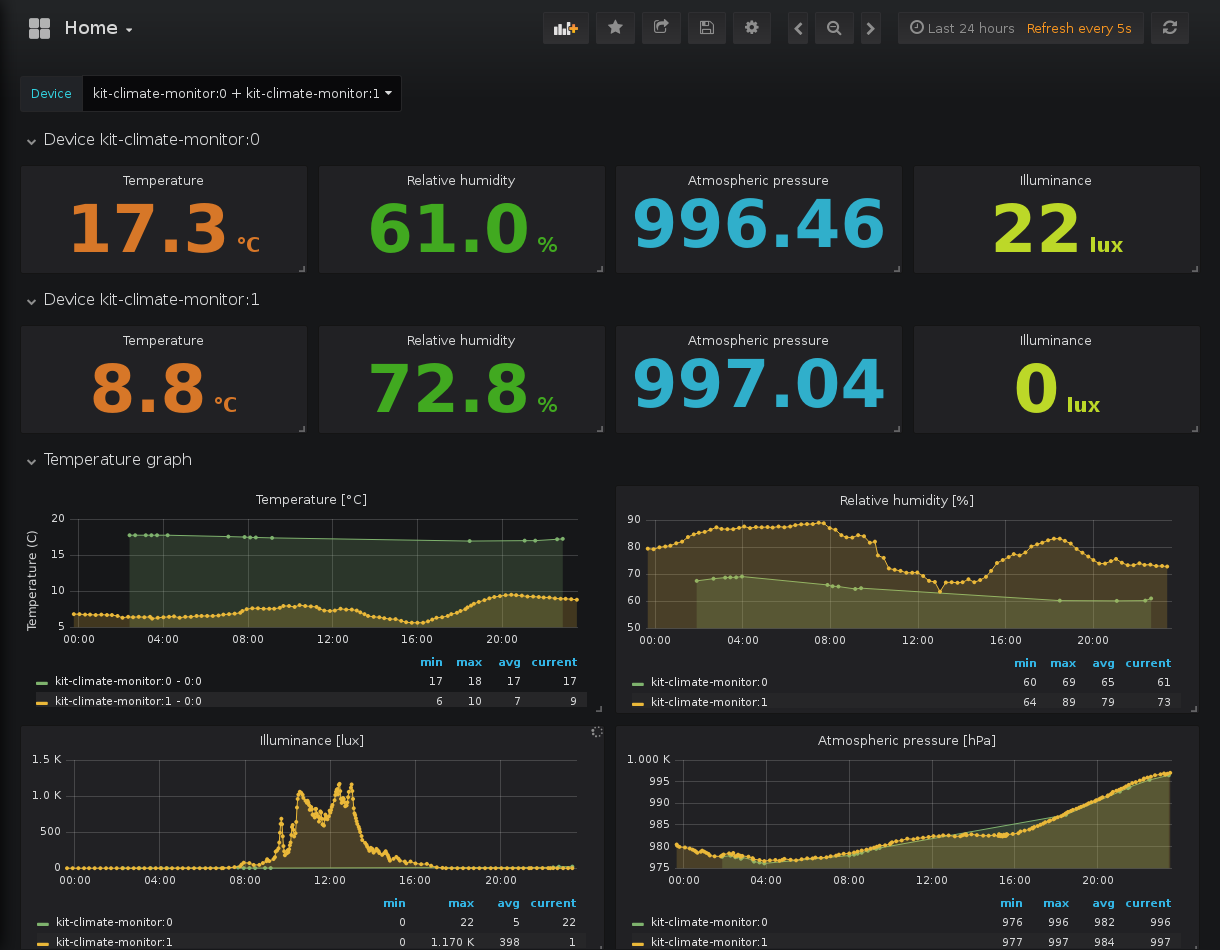 Home
Last 24 hours Refresh every 5s
Device kit-climate-monitor:0 + kit-climate-monitor:1
Device kit-climate-monitor:0
Temperature Relative humidity Atmospheric pressure Illuminance
17.3 °C 61.0 % 996.46 22 lux
Device kit-climate-monitor:1
Temperature Relative humidity Atmospheric pressure Illuminance
8.8 °C 72.8 % 997.04 0 lux
Temperature graph
Temperature [°C]
Temperature (C)
20
15
10
5
00:00 04:00 08:00 12:00 16:00 20:00
min max avg current
kit-climate-monitor:0 - 0:0 17 18 17 17
kit-climate-monitor:1 - 0:0 6 10 7 9
Relative humidity [%]
90
80
70
60
50
00:00 04:00 08:00 12:00 16:00 20:00
min max avg current
kit-climate-monitor:0 60 69 65 61
kit-climate-monitor:1 64 89 79 73
Illuminance [lux]
1.5 K
1.0 K
500
0
00:00 04:00 08:00 12:00 16:00 20:00
min max avg current
kit-climate-monitor:0 0 22 5 22
kit-climate-monitor:1 0 1.170 K 398 1
Atmospheric pressure [hPa]
1.000 K
995
990
985
980
975
00:00 04:00 08:00 12:00 16:00 20:00
min max avg current
kit-climate-monitor:0 976 996 982 996
kit-climate-monitor:1 977 997 984 997